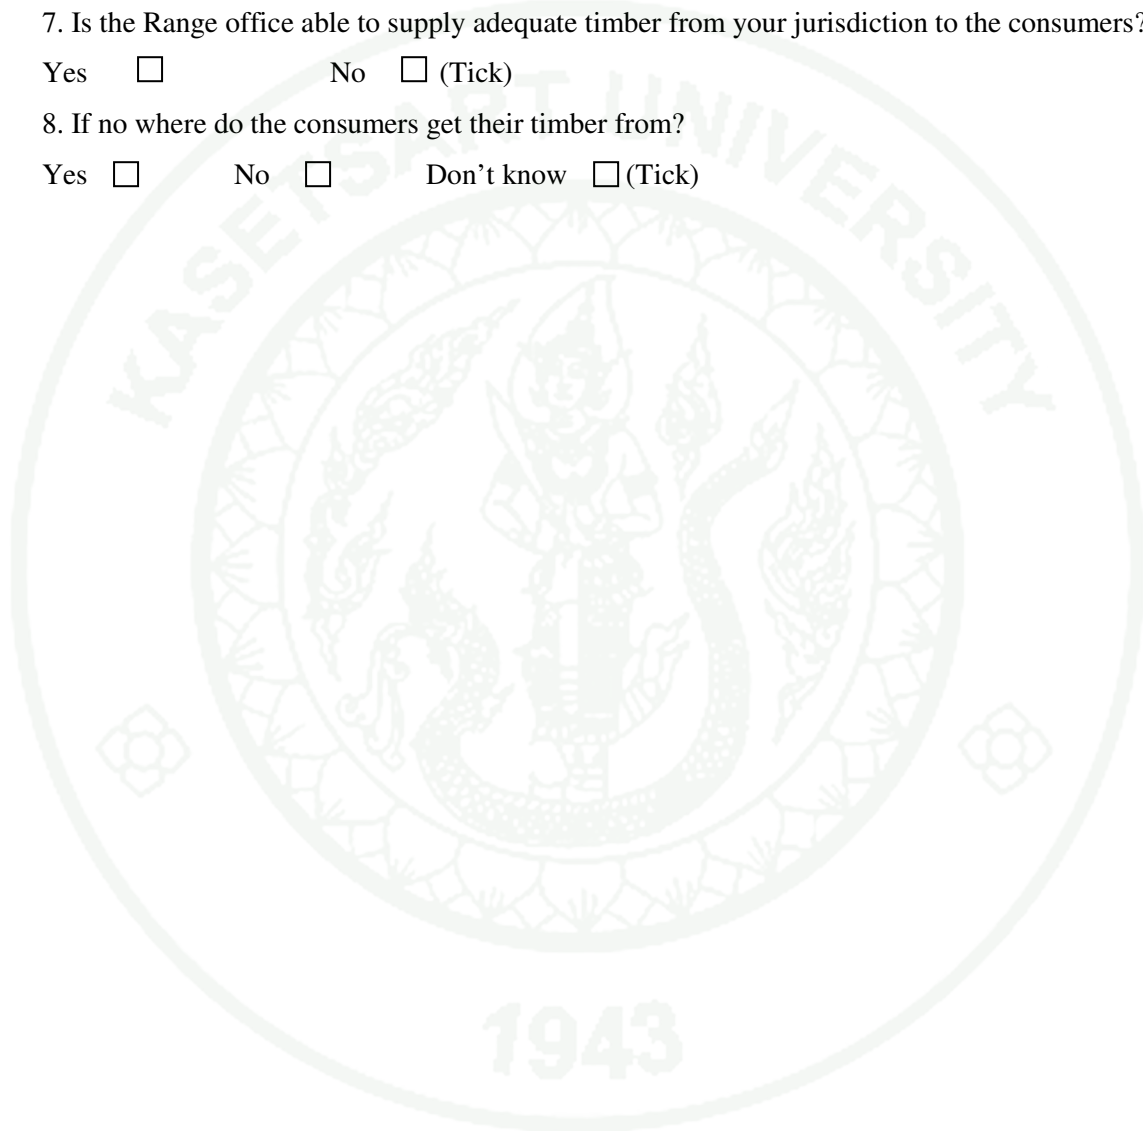 7. Is the Range office able to supply adequate timber from your jurisdiction to the consumers?
Yes ☐ No ☐ (Tick)
8. If no where do the consumers get their timber from?
Yes ☐ No ☐ Don’t know ☐ (Tick)
KASETSART UNIVERSITY
1943